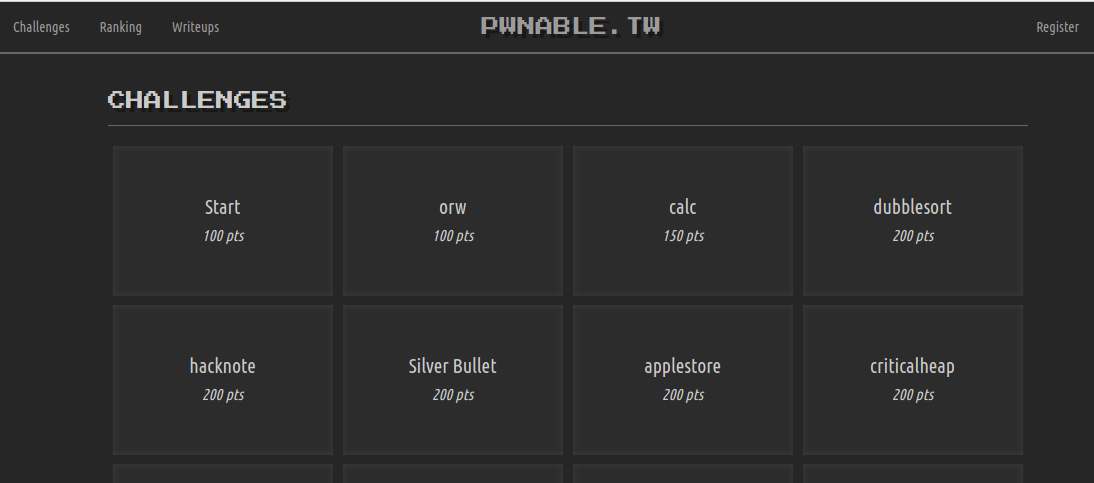 Challenges Ranking Writeups PWNABLE.TW Register
CHALLENGES
Start orw calc dubblesort
100 pts 100 pts 150 pts 200 pts
hacknote Silver Bullet applestore criticalheap
200 pts 200 pts 200 pts 200 pts